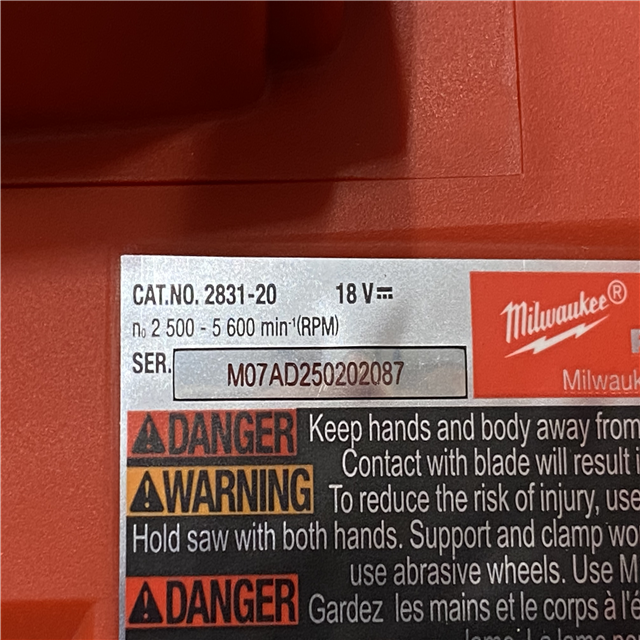 CAT.NO. 2831-20 18 V⎓
n₀ 2 500 - 5 600 min⁻¹(RPM)
SER. M07AD250202087
Milwaukee®
DANGER Keep hands and body away from
Contact with blade will result
WARNING To reduce the risk of injury, use
Hold saw with both hands. Support and clamp
use abrasive wheels. Use
DANGER Gardez les mains et le corps à